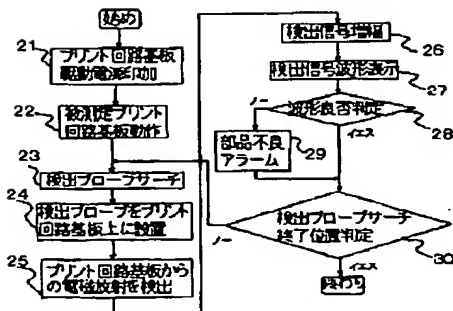 始め
21
プリント回路基板
駆動電源印加
22
被測定プリント
回路基板動作
23
検出プローブサーチ
24
検出プローブをプリント
回路基板上に設置
25
プリント回路基板から
の電磁放射を検出
検出信号増幅
26
検出信号波形表示
27
波形良否判定
28
ノー
イエス
部品不良
アラーム
29
検出プローブサーチ
終了位置判定
30
ノー
イエス
終わり